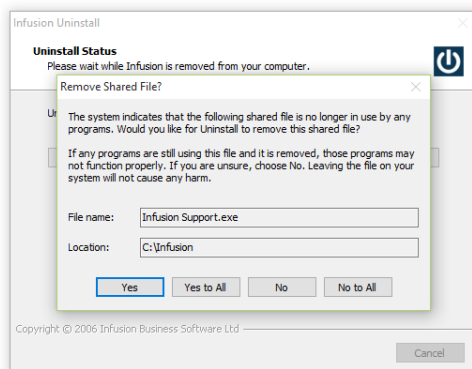 Infusion Uninstall
Uninstall Status
Please wait while Infusion is removed from your computer.
Remove Shared File?
The system indicates that the following shared file is no longer in use by any
programs. Would you like for Uninstall to remove this shared file?
If any programs are still using this file and it is removed, those programs may
not function properly. If you are unsure, choose No. Leaving the file on your
system will not cause any harm.
File name: Infusion Support.exe
Location: C:\Infusion
Yes Yes to All No No to All
Copyright © 2006 Infusion Business Software Ltd
Cancel